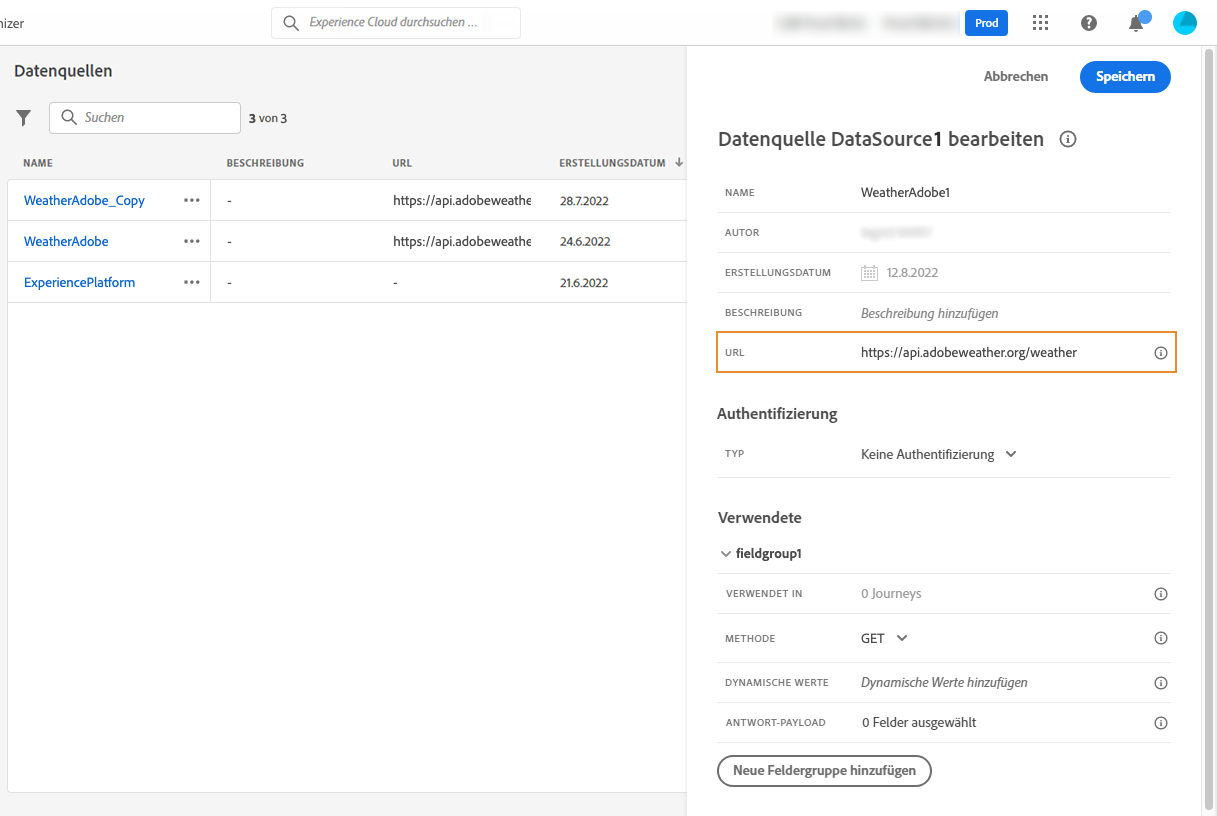 nizer
Experience Cloud durchsuchen ...
Prod
Datenquellen
Suchen
3 von 3
NAME BESCHREIBUNG URL ERSTELLUNGSDATUM
WeatherAdobe_Copy - https://api.adobeweathe 28.7.2022
WeatherAdobe - https://api.adobeweathe 24.6.2022
ExperiencePlatform - - 21.6.2022
Abbrechen
Speichern
Datenquelle DataSource1 bearbeiten
NAME WeatherAdobe1
AUTOR
ERSTELLUNGSDATUM 12.8.2022
BESCHREIBUNG Beschreibung hinzufügen
URL https://api.adobeweather.org/weather
Authentifizierung
TYP Keine Authentifizierung
Verwendete
fieldgroup1
VERWENDET IN 0 Journeys
METHODE GET
DYNAMISCHE WERTE Dynamische Werte hinzufügen
ANTWORT-PAYLOAD 0 Felder ausgewählt
Neue Feldergruppe hinzufügen